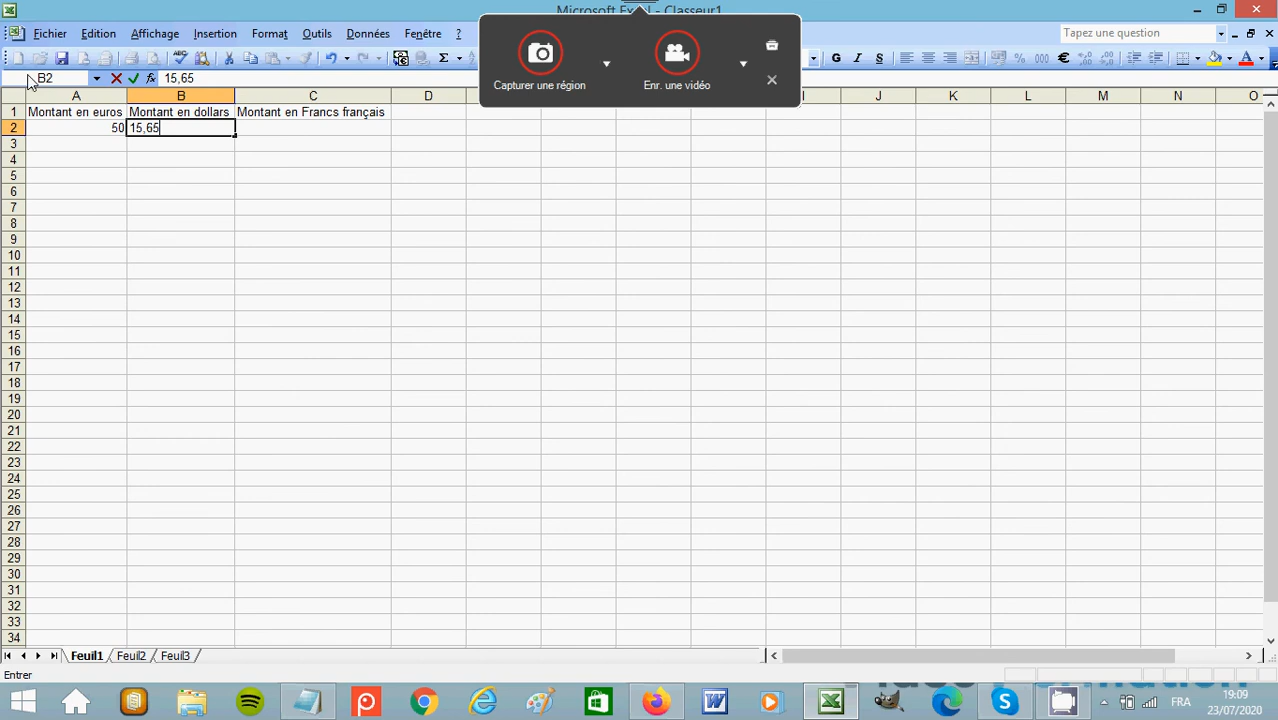 Microsoft Excel - Classeur1
Fichier Edition Affichage Insertion Format Outils Données Fenêtre ?
Tapez une question
B2 15,65
G I S % 000 €
Capturer une région
Enr. une vidéo
A B C D J K L M N O
1 Montant en euros Montant en dollars Montant en Francs français
2 50 15,65
3
4
5
6
7
8
9
10
11
12
13
14
15
16
17
18
19
20
21
22
23
24
25
26
27
28
29
30
31
32
33
34
Feuil1 Feuil2 Feuil3
Entrer
FRA
19:09
23/07/2020